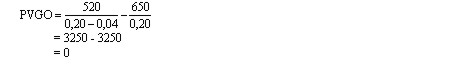 PVGO = 520/(0,20 – 0,04) – 650/0,20
= 3250 - 3250
= 0